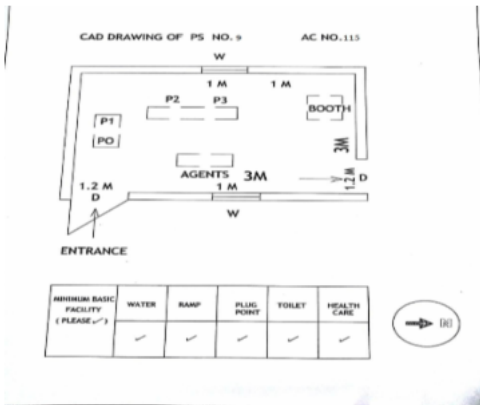 CAD DRAWING OF PS NO. 9 AC NO.115
W
1 M 1 M
P2 P3
BOOTH
P1
PO
3M
AGENTS 3M
1.2 M 1 M 1.2 M D
D
W
ENTRANCE
MINIMUM BASIC FACILITY ( PLEASE ✓ ) WATER RAMP PLUG POINT TOILET HEALTH CARE
✓ ✓ ✓ ✓ ✓